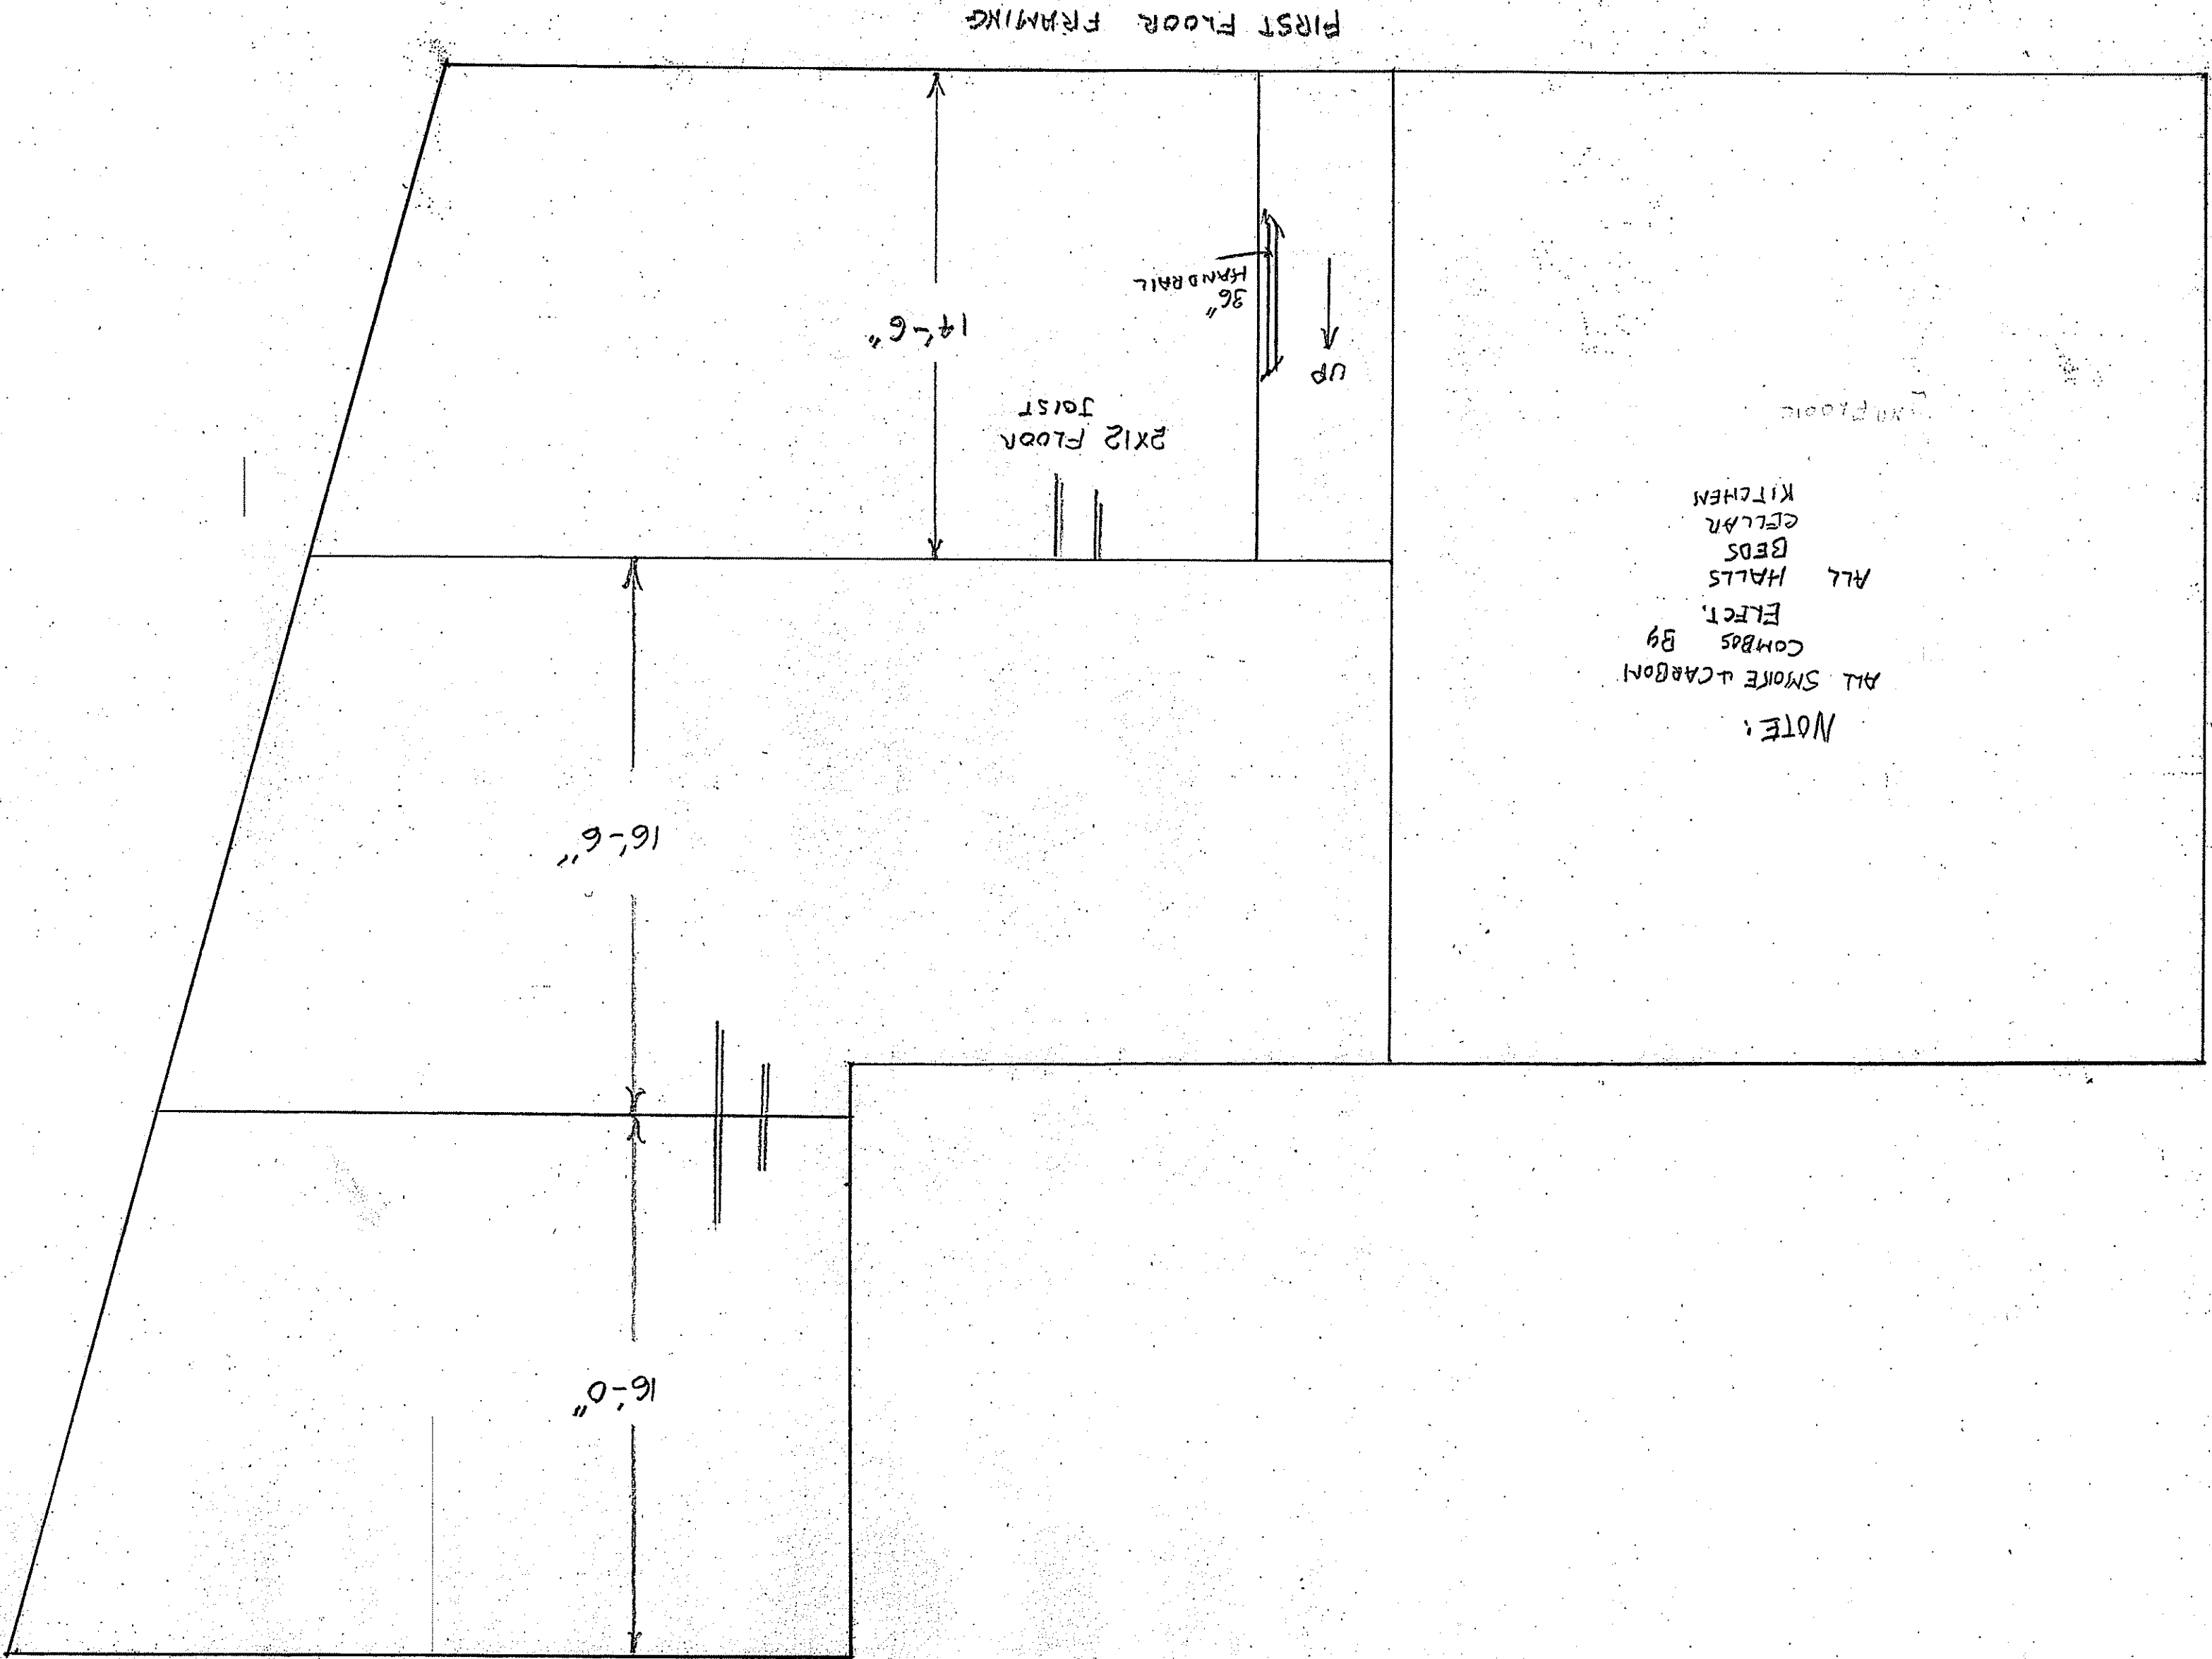 16'-0"
16'-6"
NOTE:
ALL SMOKE & CARBON
COMBOS BY
ELECT.
ALL HALLS
BEDS
CELLAR
KITCHEN
2X12 FLOOR
JOIST
UP
14'-6"
36"
HANDRAIL
FIRST FLOOR FRAMING